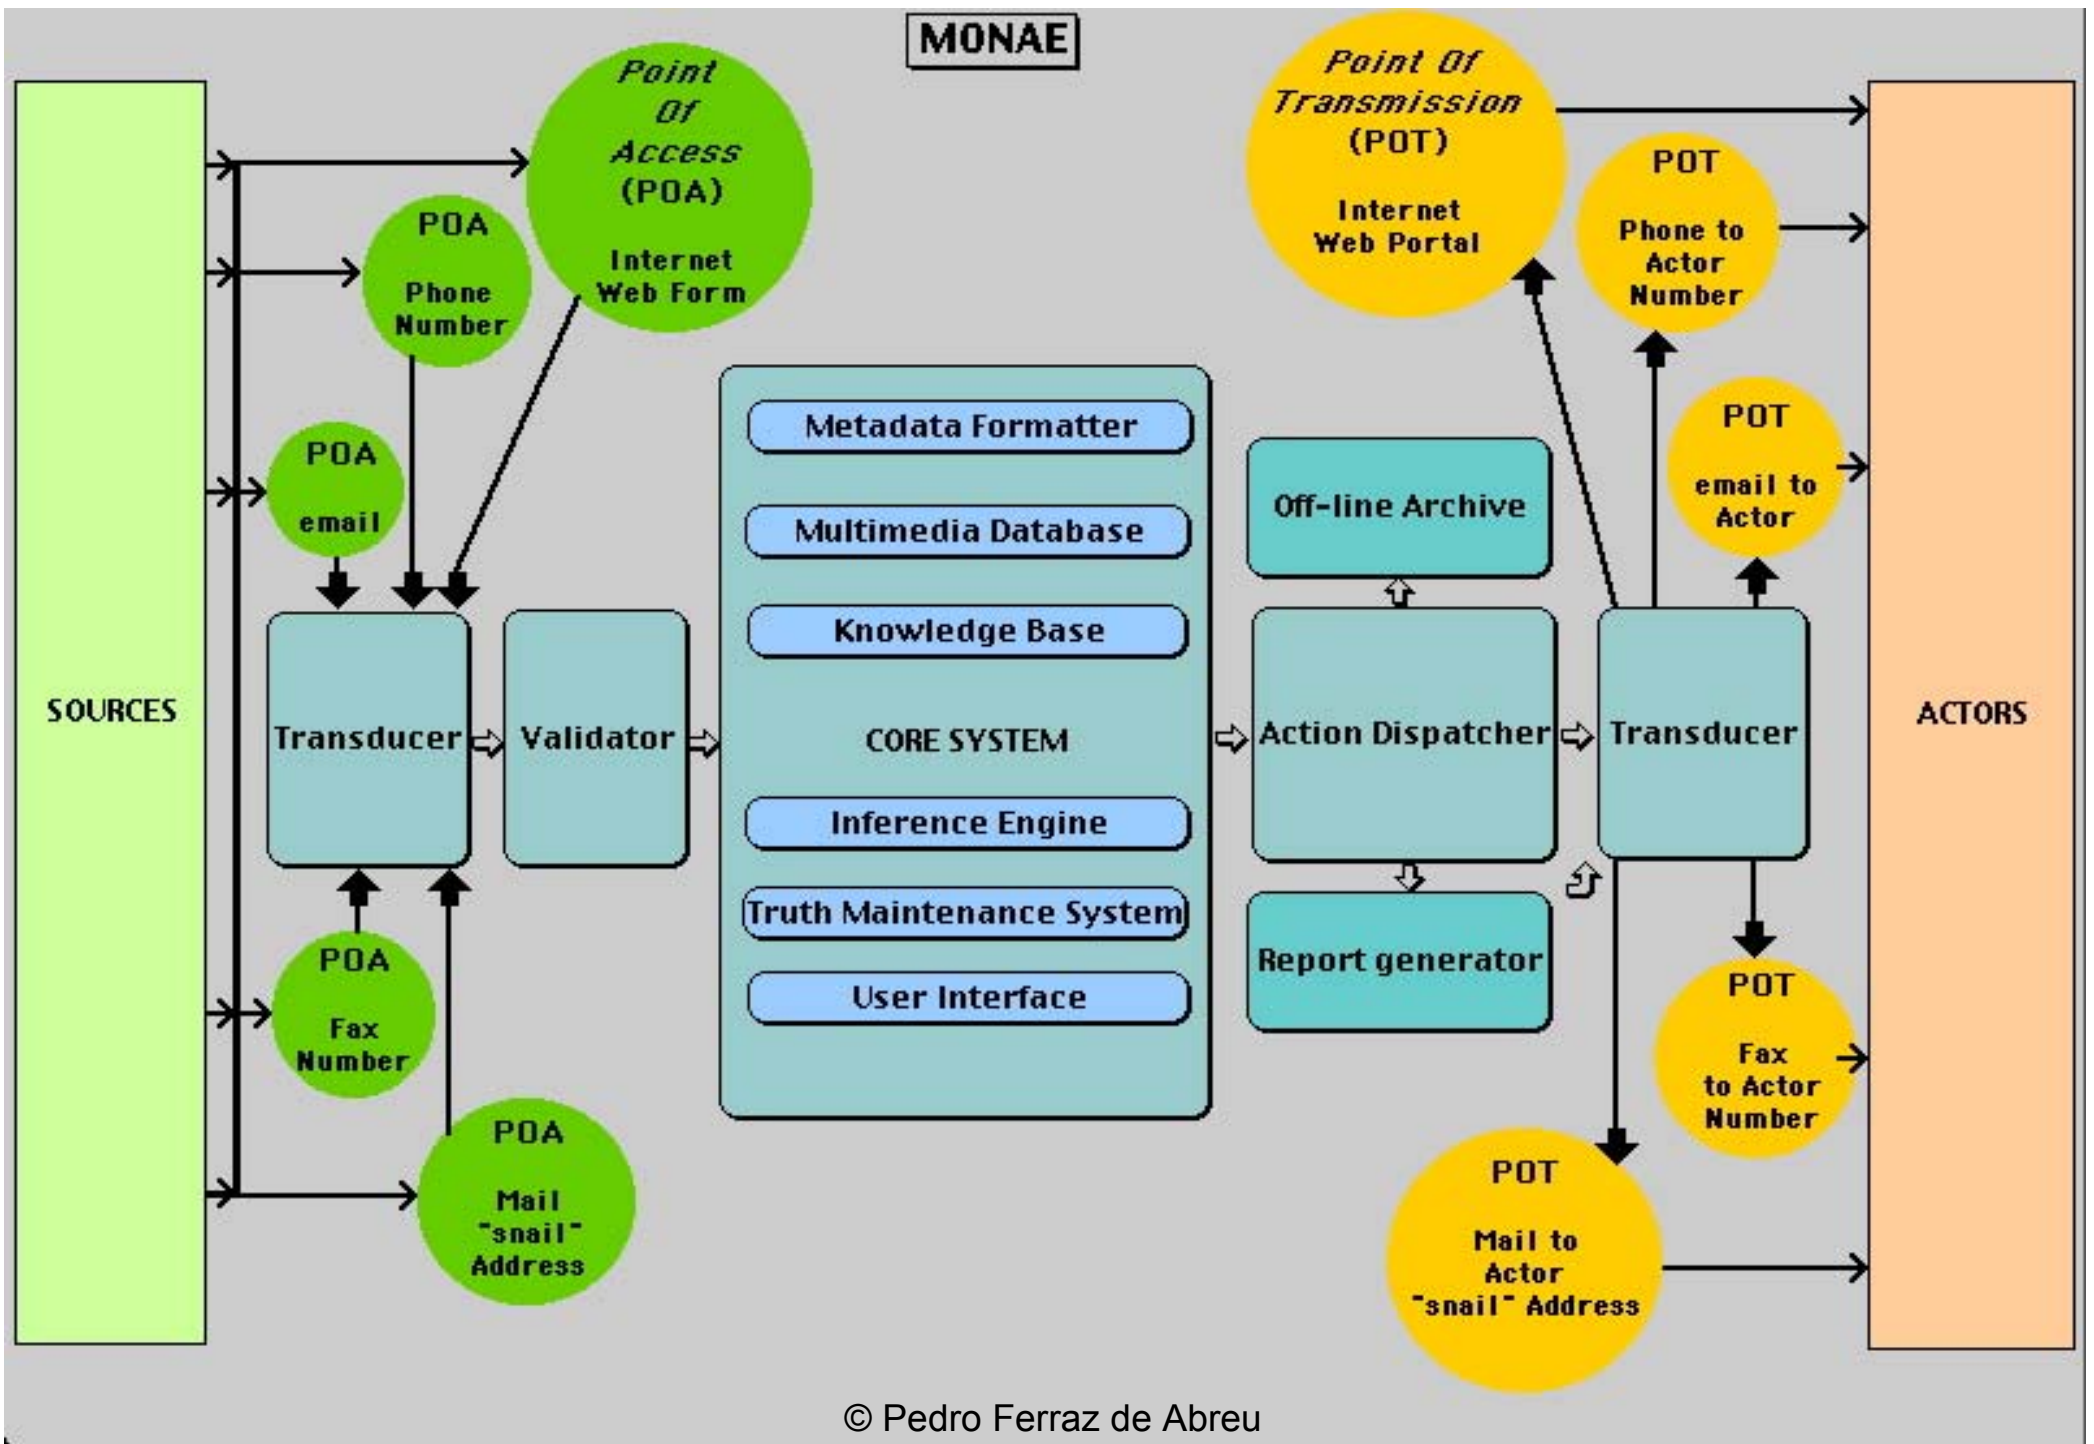 MONAE
Point
Of
Access
(POA)
Internet
Web Form
POA
Phone
Number
POA
email
SOURCES
Transducer
Validator
POA
Fax
Number
POA
Mail
"snail"
Address
Metadata Formatter
Multimedia Database
Knowledge Base
CORE SYSTEM
Inference Engine
Truth Maintenance System
User Interface
Off-line Archive
Action Dispatcher
Report generator
Transducer
Point Of
Transmission
(POT)
Internet
Web Portal
POT
Phone to
Actor
Number
POT
email to
Actor
POT
Fax
to Actor
Number
POT
Mail to
Actor
"snail" Address
ACTORS
© Pedro Ferraz de Abreu